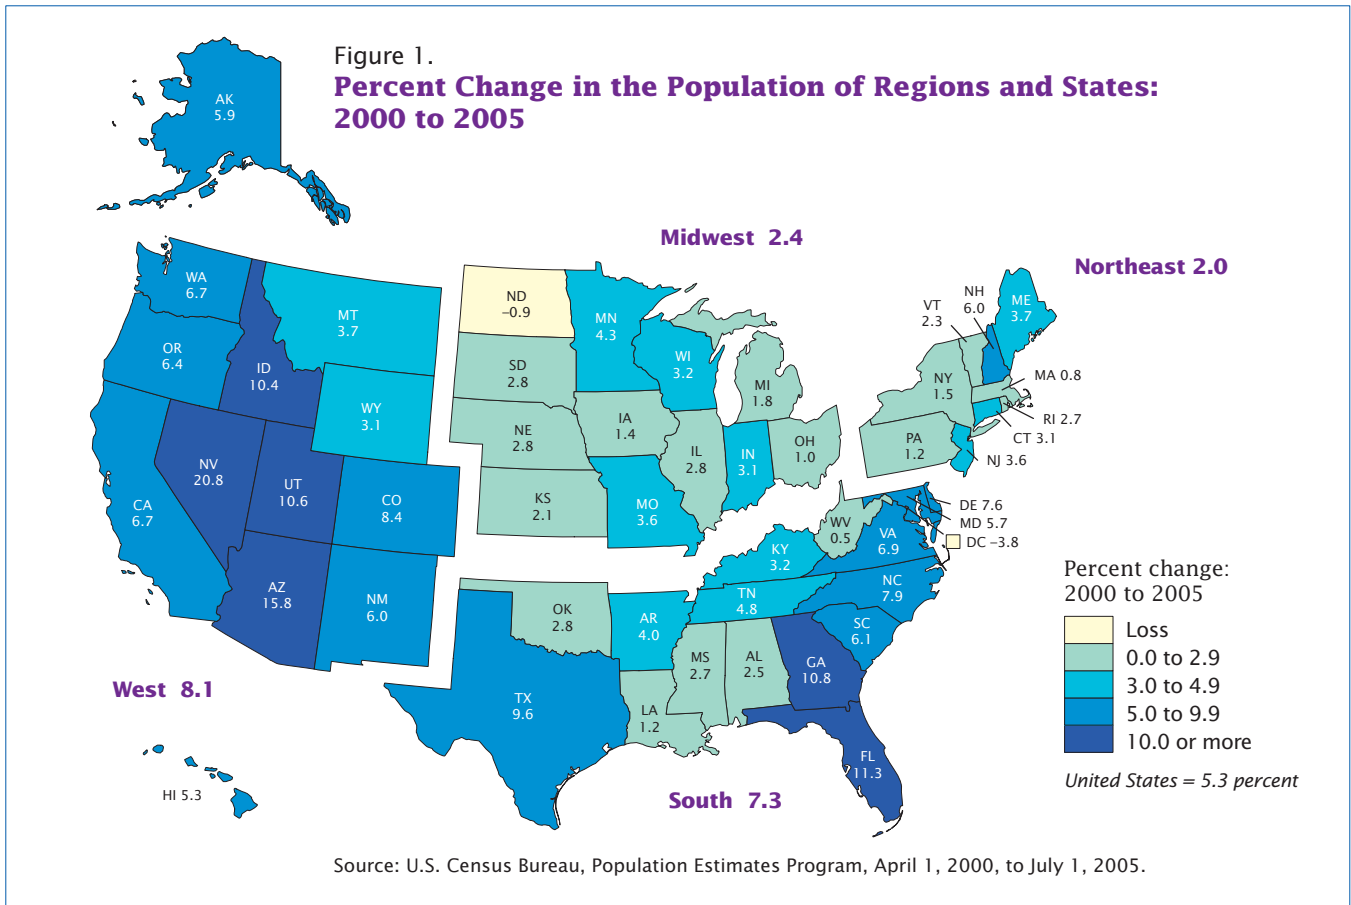 Figure 1.
Percent Change in the Population of Regions and States:
2000 to 2005
AK
5.9
Midwest 2.4
Northeast 2.0
WA
6.7
MT
3.7
OR
6.4
ID
10.4
WY
3.1
NV
20.8
UT
10.6
CO
8.4
CA
6.7
AZ
15.8
NM
6.0
West 8.1
HI 5.3
ND
–0.9
MN
4.3
SD
2.8
WI
3.2
MI
1.8
NE
2.8
IA
1.4
IL
2.8
IN
3.1
OH
1.0
KS
2.1
MO
3.6
VT
2.3
NH
6.0
ME
3.7
NY
1.5
MA 0.8
RI 2.7
CT 3.1
PA
1.2
NJ 3.6
DE 7.6
MD 5.7
DC –3.8
WV
0.5
VA
6.9
KY
3.2
NC
7.9
TN
4.8
SC
6.1
OK
2.8
AR
4.0
MS
2.7
AL
2.5
GA
10.8
TX
9.6
LA
1.2
FL
11.3
South 7.3
Percent change:
2000 to 2005
Loss
0.0 to 2.9
3.0 to 4.9
5.0 to 9.9
10.0 or more
United States = 5.3 percent
Source: U.S. Census Bureau, Population Estimates Program, April 1, 2000, to July 1, 2005.